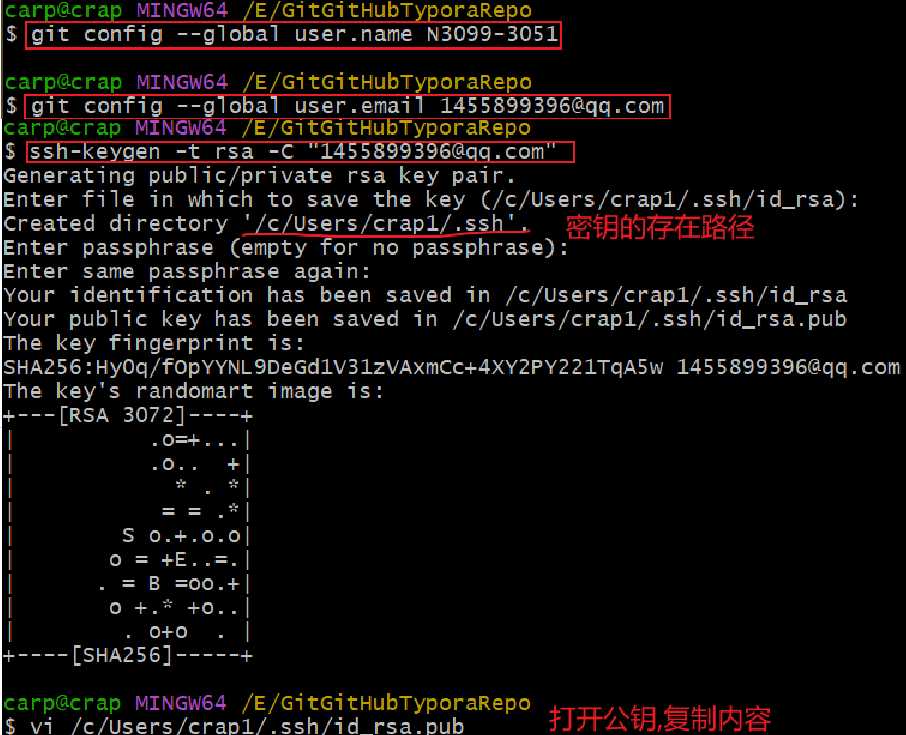 carp@crap MINGW64 /E/GitGitHubTyporaRepo
$ git config --global user.name N3099-3051
carp@crap MINGW64 /E/GitGitHubTyporaRepo
$ git config --global user.email 1455899396@qq.com
carp@crap MINGW64 /E/GitGitHubTyporaRepo
$ ssh-keygen -t rsa -C "1455899396@qq.com"
Generating public/private rsa key pair.
Enter file in which to save the key (/c/Users/crap1/.ssh/id_rsa):
Created directory '/c/Users/crap1/.ssh'. 密钥的存在路径
Enter passphrase (empty for no passphrase):
Enter same passphrase again:
Your identification has been saved in /c/Users/crap1/.ssh/id_rsa
Your public key has been saved in /c/Users/crap1/.ssh/id_rsa.pub
The key fingerprint is:
SHA256:HyOq/fOpYYNL9DeGd1V31zVAxmCc+4XY2PY221TqA5w 1455899396@qq.com
The key's randomart image is:
+---[RSA 3072]----+
|          .o=+...|
|          .o..  +|
|            * . *|
|           = = .*|
|        S o.+.o.o|
|       o = +E..=.|
|      . = B =oo.+|
|       o +.* +o..|
|        . o+o  . |
+----[SHA256]-----+
carp@crap MINGW64 /E/GitGitHubTyporaRepo
$ vi /c/Users/crap1/.ssh/id_rsa.pub 打开公钥,复制内容